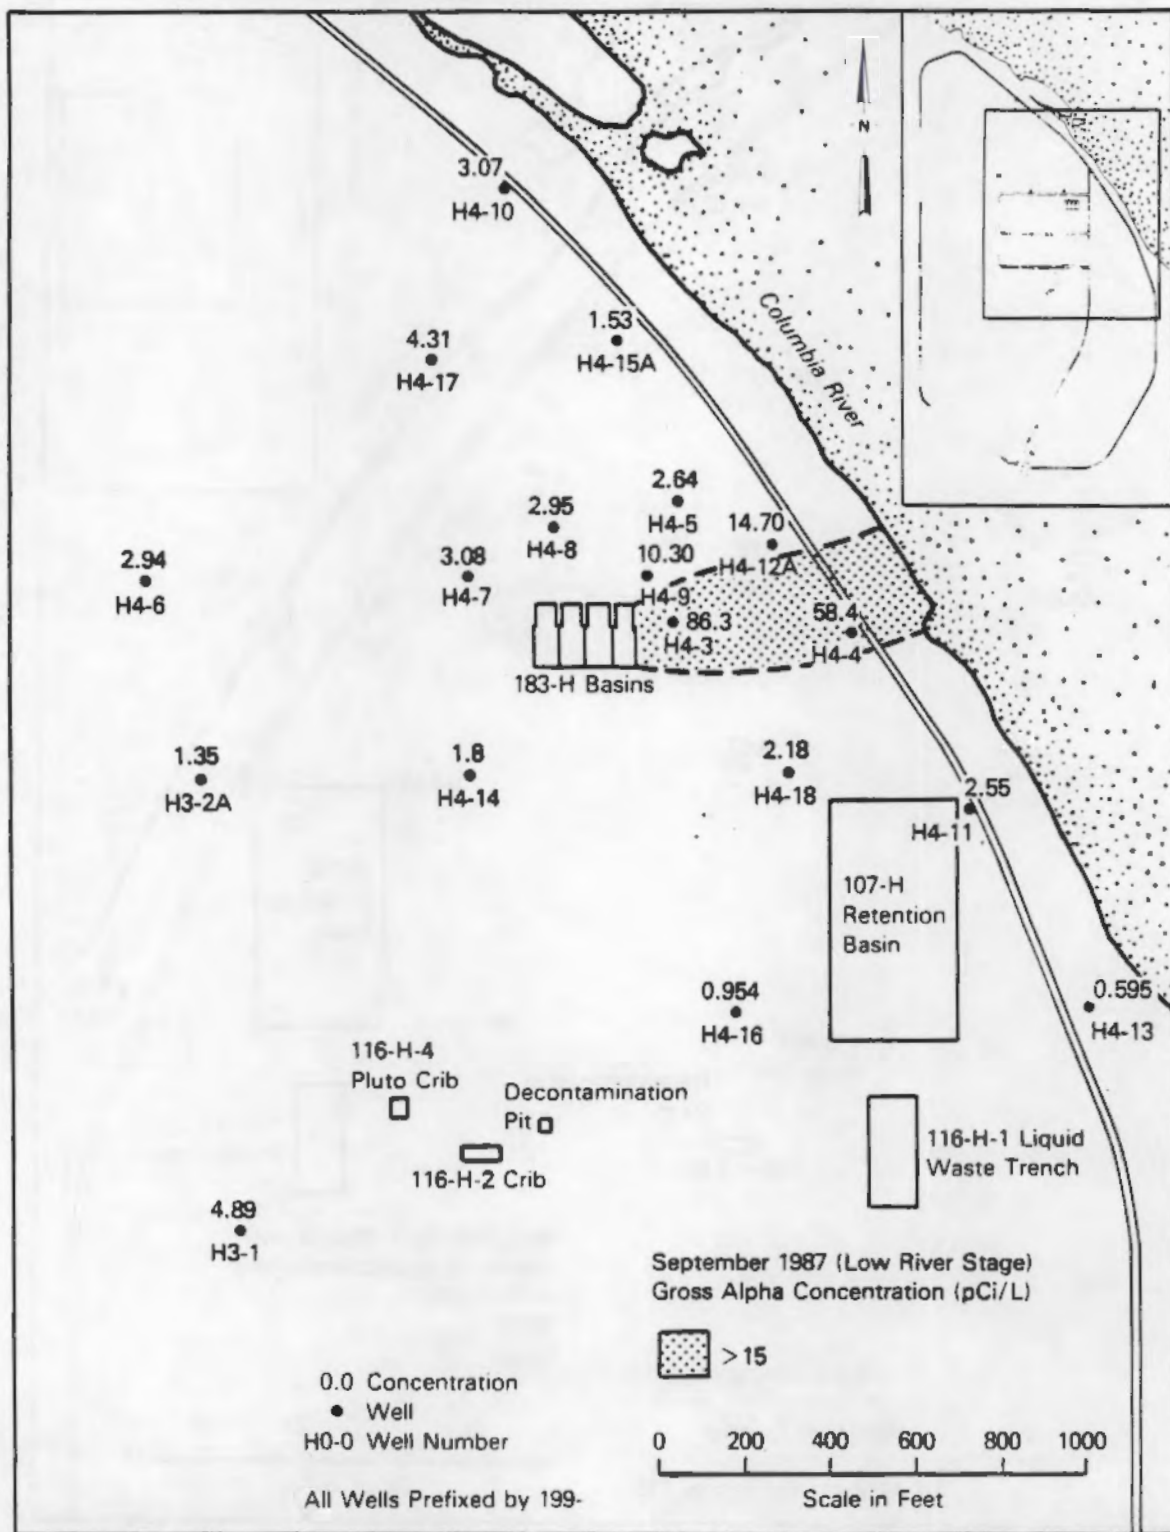 N
3.07
H4-10
Columbia River
1.53
H4-15A
4.31
H4-17
2.64
H4-5
2.95
H4-8
14.70
H4-12A
2.94
H4-6
3.08
H4-7
10.30
H4-9
86.3
H4-3
58.4
H4-4
183-H Basins
1.35
H3-2A
1.8
H4-14
2.18
H4-18
2.55
H4-11
107-H
Retention
Basin
0.954
H4-16
0.595
H4-13
116-H-4
Pluto Crib
Decontamination
Pit
116-H-2 Crib
116-H-1 Liquid
Waste Trench
4.89
H3-1
September 1987 (Low River Stage)
Gross Alpha Concentration (pCi/L)
>15
0.0 Concentration
Well
H0-0 Well Number
All Wells Prefixed by 199-
0 200 400 600 800 1000
Scale in Feet